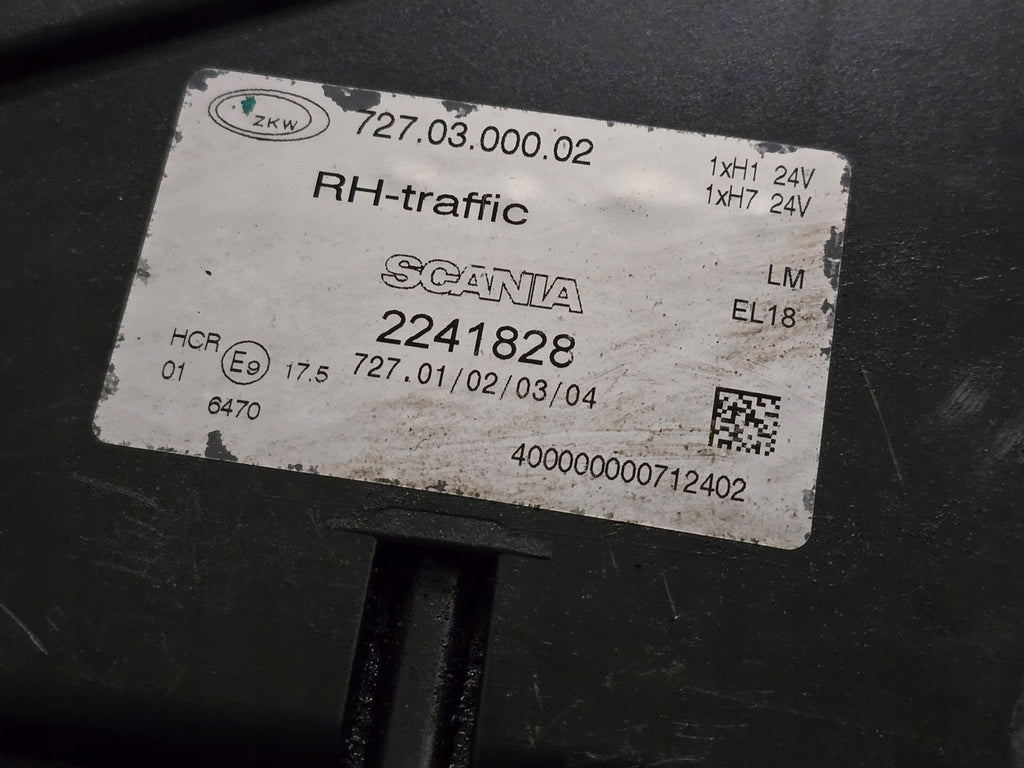 ZKW 727.03.000.02
1xH1 24V
1xH7 24V
RH-traffic
SCANIA
LM
EL18
2241828
HCR
01
E9
17.5
6470
727.01/02/03/04
400000000712402